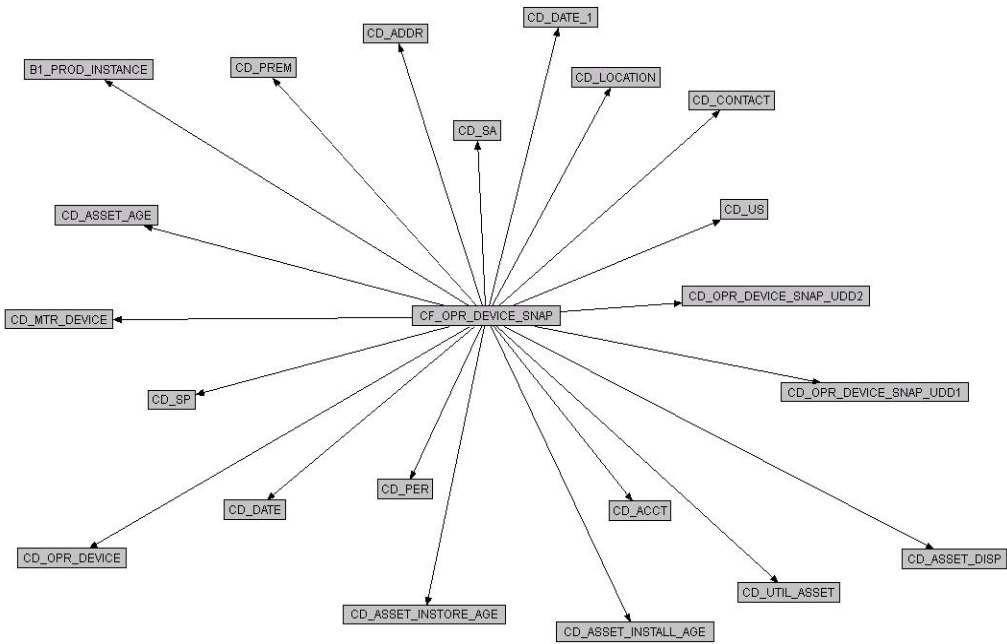 CD_DATE_1
CD_ADDR
B1_PROD_INSTANCE
CD_PREM
CD_LOCATION
CD_CONTACT
CD_SA
CD_ASSET_AGE
CD_US
CD_OPR_DEVICE_SNAP_UDD2
CD_MTR_DEVICE
CF_OPR_DEVICE_SNAP
CD_SP
CD_OPR_DEVICE_SNAP_UDD1
CD_PER
CD_DATE
CD_ACCT
CD_OPR_DEVICE
CD_ASSET_DISP
CD_UTIL_ASSET
CD_ASSET_INSTORE_AGE
CD_ASSET_INSTALL_AGE